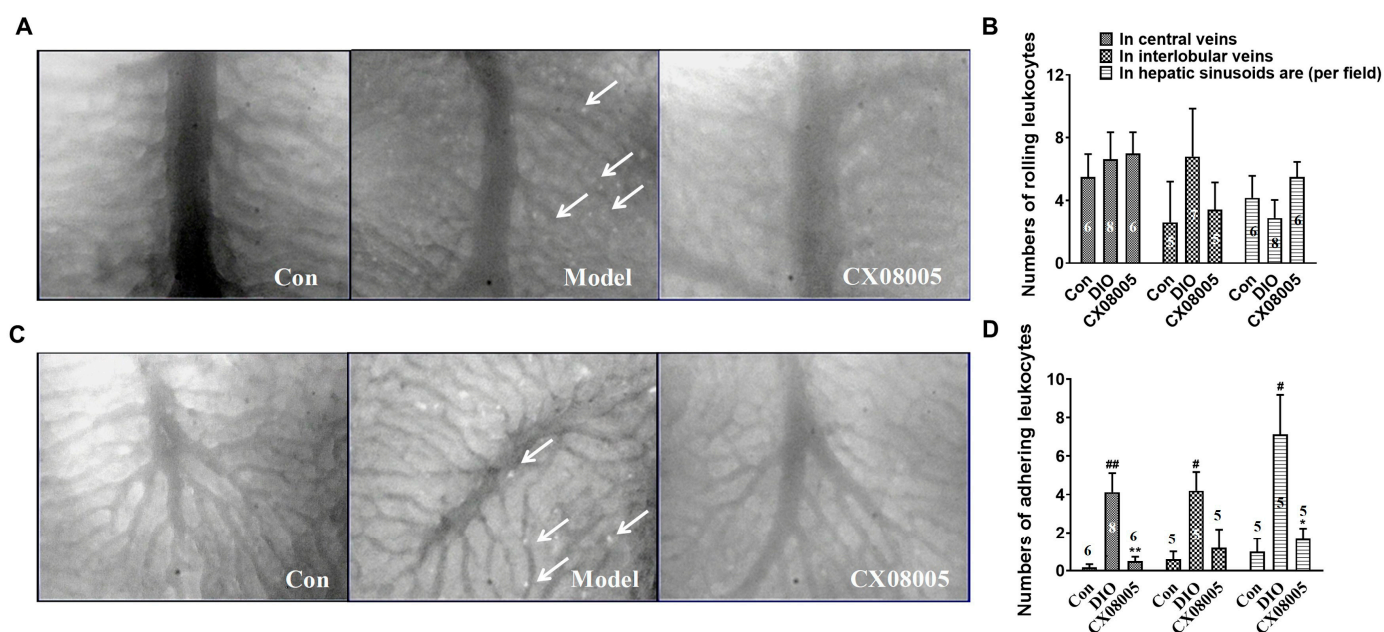 A
Con
Model
CX08005
B
In central veins
In interlobular veins
In hepatic sinusoids are (per field)
Numbers of rolling leukocytes
12
8
4
0
6 8 6 6 8 6
Con DIO CX08005 Con DIO CX08005 Con DIO CX08005
C
Con
Model
CX08005
D
Numbers of adhering leukocytes
10
8
6
4
2
0
#
## #
6 8 6 5 5 5 5 5
** *
Con DIO CX08005 Con DIO CX08005 Con DIO CX08005